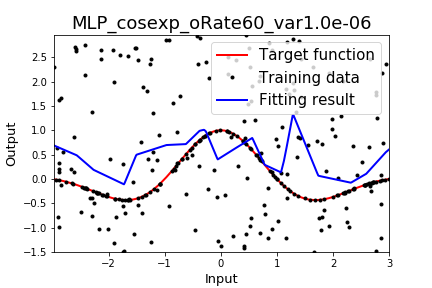 MLP_cosexp_oRate60_var1.0e-06
Target function
Training data
Fitting result
Output
2.5
2.0
1.5
1.0
0.5
0.0
−0.5
−1.0
−1.5
−2
−1
0
1
2
3
Input